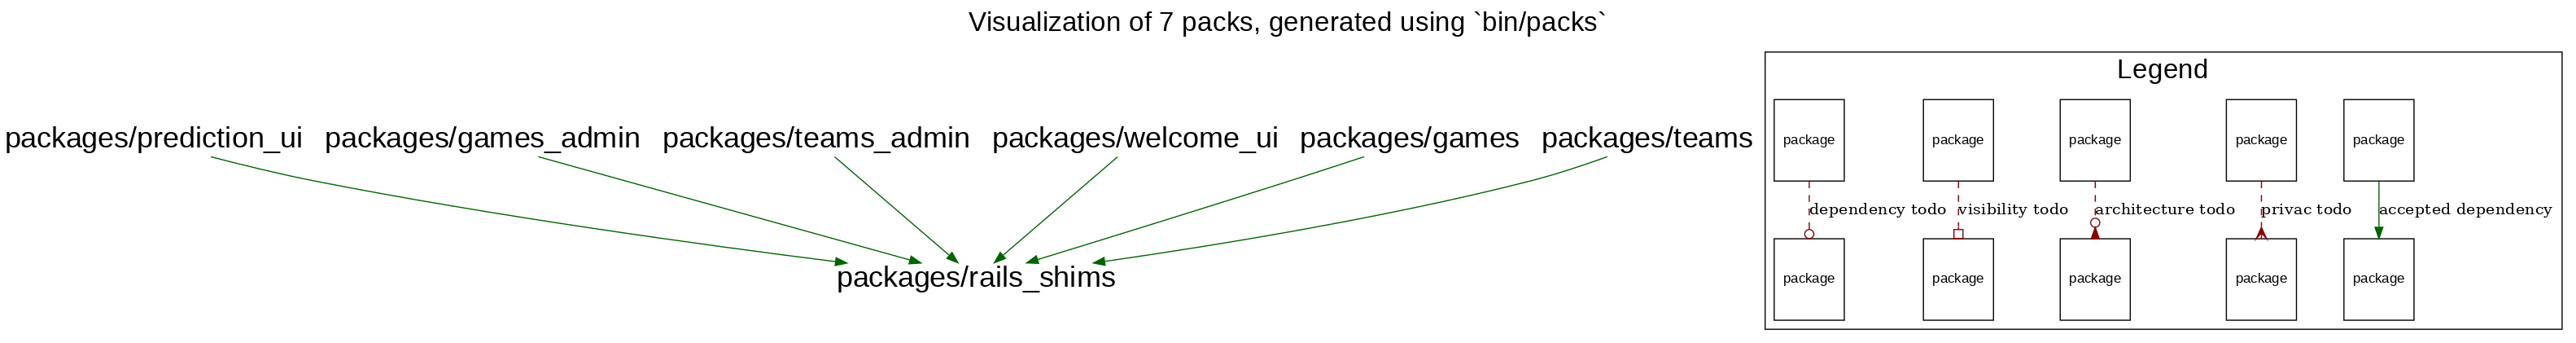 Visualization of 7 packs, generated using `bin/packs`
Legend
packages/prediction_ui
packages/games_admin
packages/teams_admin
packages/welcome_ui
packages/games
packages/teams
package
package
package
package
package
dependency todo
visibility todo
architecture todo
privac todo
accepted dependency
packages/rails_shims
package
package
package
package
package